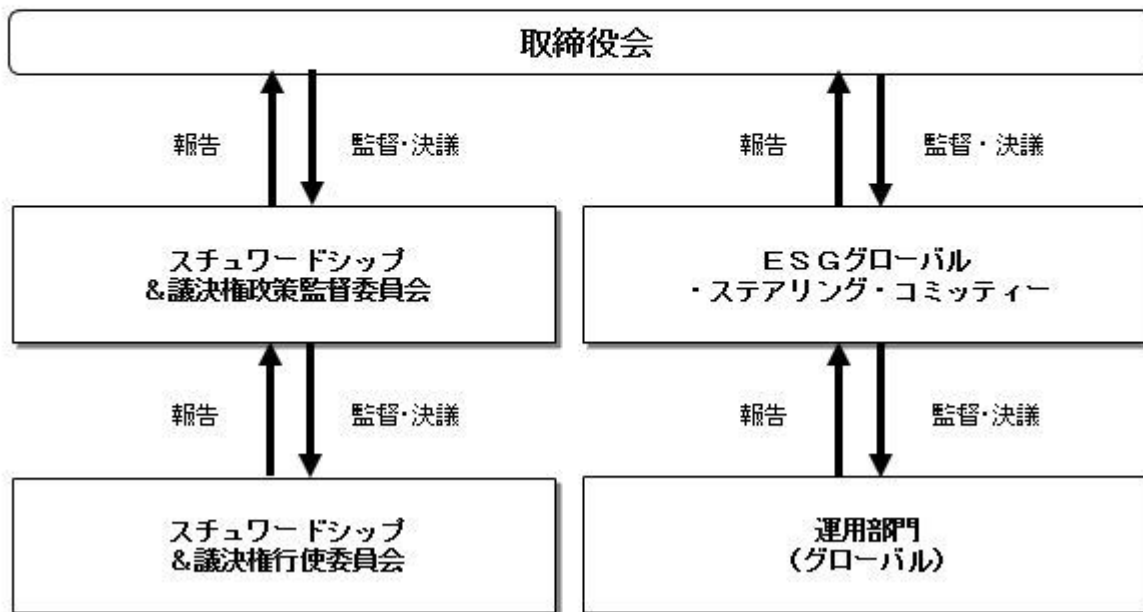 取締役会
報告
監督・決議
報告
監督・決議
スチュワードシップ
&議決権政策監督委員会
ESGグローバル
・ステアリング・コミッティー
報告
監督・決議
報告
監督・決議
スチュワードシップ
&議決権行使委員会
運用部門
(グローバル)